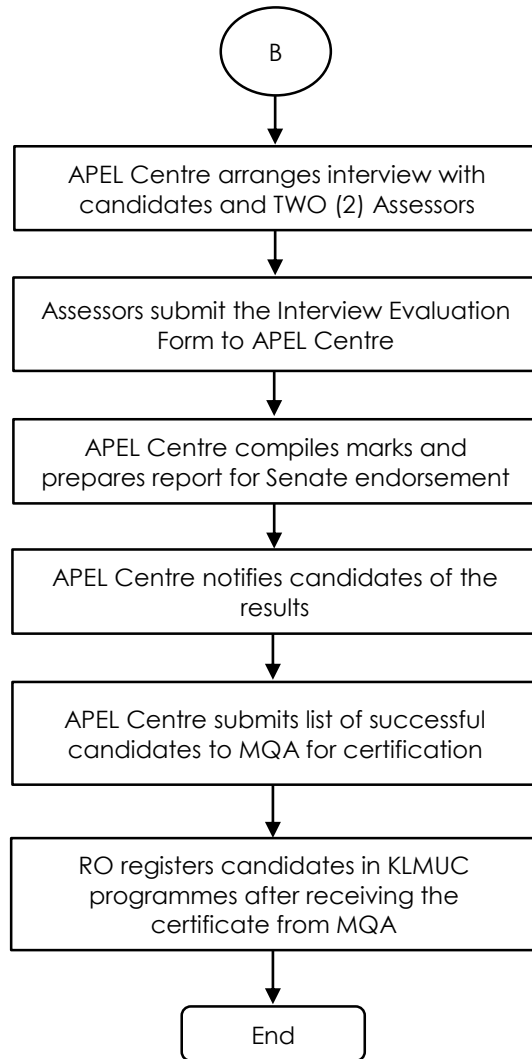 B
APEL Centre arranges interview with
candidates and TWO (2) Assessors
Assessors submit the Interview Evaluation
Form to APEL Centre
APEL Centre compiles marks and
prepares report for Senate endorsement
APEL Centre notifies candidates of the
results
APEL Centre submits list of successful
candidates to MQA for certification
RO registers candidates in KLMUC
programmes after receiving the
certificate from MQA
End